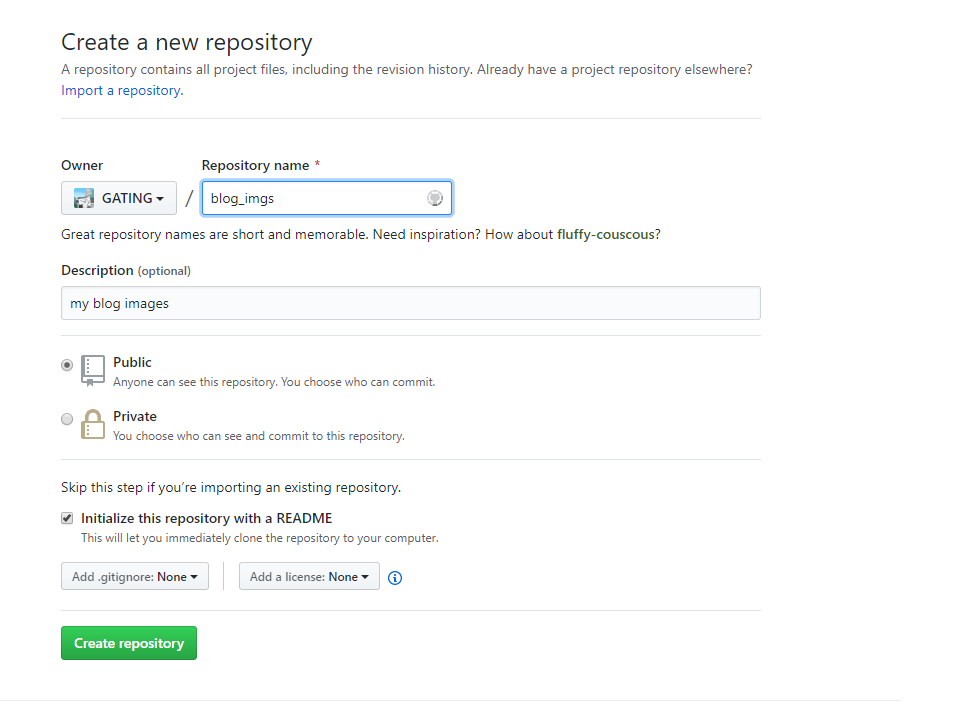 Create a new repository
A repository contains all project files, including the revision history. Already have a project repository elsewhere?
Import a repository.
Owner
Repository name *
GATING
/
blog_imgs
Great repository names are short and memorable. Need inspiration? How about fluffy-couscous?
Description (optional)
my blog images
Public
Anyone can see this repository. You choose who can commit.
Private
You choose who can see and commit to this repository.
Skip this step if you’re importing an existing repository.
Initialize this repository with a README
This will let you immediately clone the repository to your computer.
Add .gitignore: None
Add a license: None
Create repository